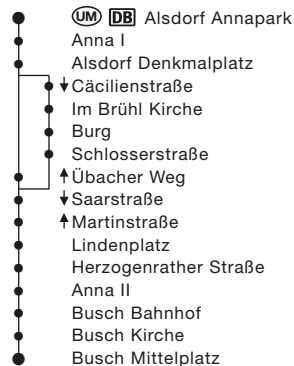 UM DB Alsdorf Annapark
Anna I
Alsdorf Denkmalplatz
↓Cäcilienstraße
Im Brühl Kirche
Burg
Schlosserstraße
↑Übacher Weg
↓Saarstraße
↑Martinstraße
Lindenplatz
Herzogenrather Straße
Anna II
Busch Bahnhof
Busch Kirche
Busch Mittelplatz